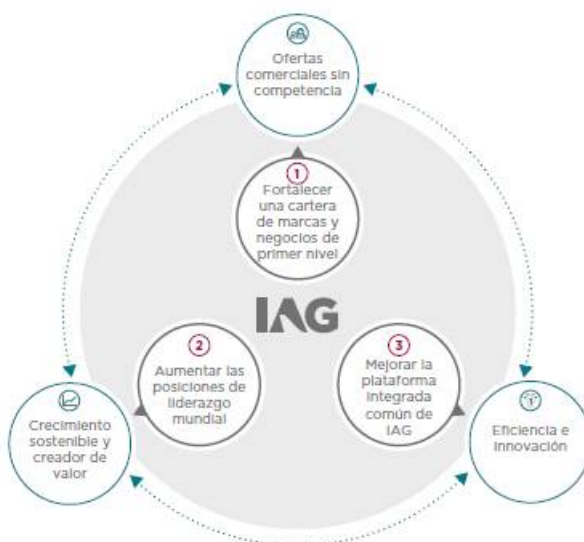 Ofertas
comerciales sin
competencia
1
Fortalecer
una cartera
de marcas y
negocios de
primer nivel
IAG
2
Aumentar las
posiciones de
liderazgo
mundial
3
Mejorar la
plataforma
integrada
común de
IAG
Crecimiento
sostenible y
creador de
valor
Eficiencia e
innovación